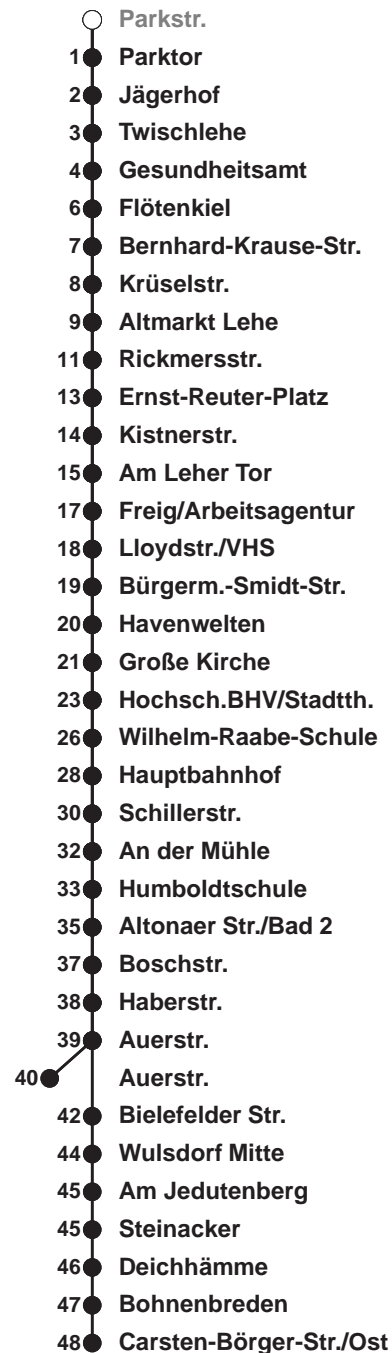 Parkstr.
1 Parktor
2 Jägerhof
3 Twischlehe
4 Gesundheitsamt
6 Flötenkiel
7 Bernhard-Krause-Str.
8 Krüselstr.
9 Altmarkt Lehe
11 Rickmersstr.
13 Ernst-Reuter-Platz
14 Kistnerstr.
15 Am Leher Tor
17 Freig/Arbeitsagentur
18 Lloydstr./VHS
19 Bürgerm.-Smidt-Str.
20 Havenwelten
21 Große Kirche
23 Hochsch.BHV/Stadtth.
26 Wilhelm-Raabe-Schule
28 Hauptbahnhof
30 Schillerstr.
32 An der Mühle
33 Humboldtschule
35 Altonaer Str./Bad 2
37 Boschstr.
38 Haberstr.
39 Auerstr.
40 Auerstr.
42 Bielefelder Str.
44 Wulsdorf Mitte
45 Am Jedutenberg
45 Steinacker
46 Deichhämme
47 Bohnenbreden
48 Carsten-Börger-Str./Ost